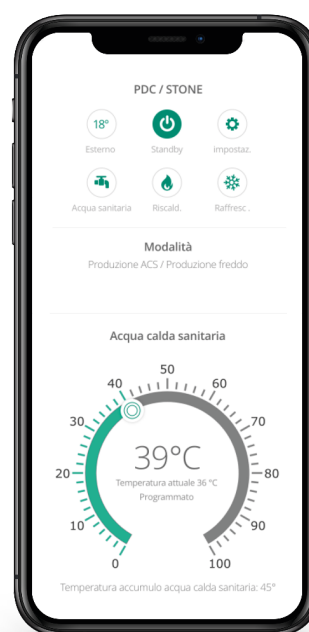 PDC / STONE
18°
Esterno
Standby
impostaz.
Acqua sanitaria
Riscald.
Raffresc .
Modalità
Produzione ACS / Produzione freddo
Acqua calda sanitaria
0
10
20
30
40
50
60
70
80
90
100
39°C
Temperatura attuale 36 °C
Programmato
Temperatura accumulo acqua calda sanitaria: 45°